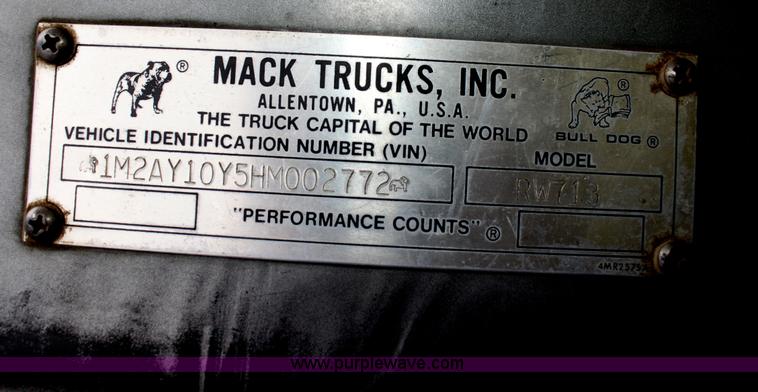 ® MACK TRUCKS, INC. ®
ALLENTOWN, PA., U.S.A.
THE TRUCK CAPITAL OF THE WORLD
BULL DOG ®
VEHICLE IDENTIFICATION NUMBER (VIN)
MODEL
1M2AY10Y5HM002772
RW713
"PERFORMANCE COUNTS" ®
www.purplewave.com